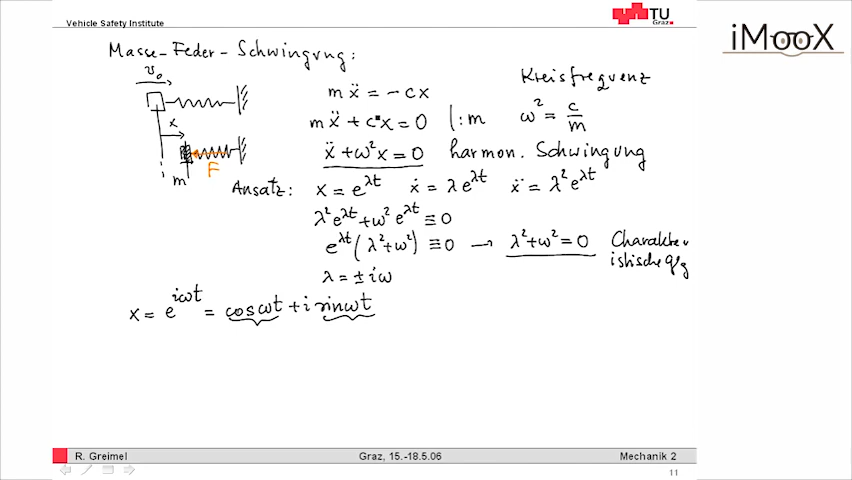 Vehicle Safety Institute
TU
Graz
iMooX
Masse-Feder-Schwingung:
v₀
x
m
F
mẍ = -cx
Kreisfrequenz
mẍ + c·x = 0 |:m
ω² = c/m
ẍ + ω²x = 0 harmon. Schwingung
Ansatz: x = e^λt ẋ = λe^λt ẍ = λ²e^λt
λ²e^λt + ω²e^λt ≡ 0
e^λt(λ² + ω²) ≡ 0 → λ² + ω² = 0 Charakter
istische glg
λ = ± iω
x = e^iωt = cosωt + i sinωt
R. Greimel
Graz, 15.-18.5.06
Mechanik 2
11